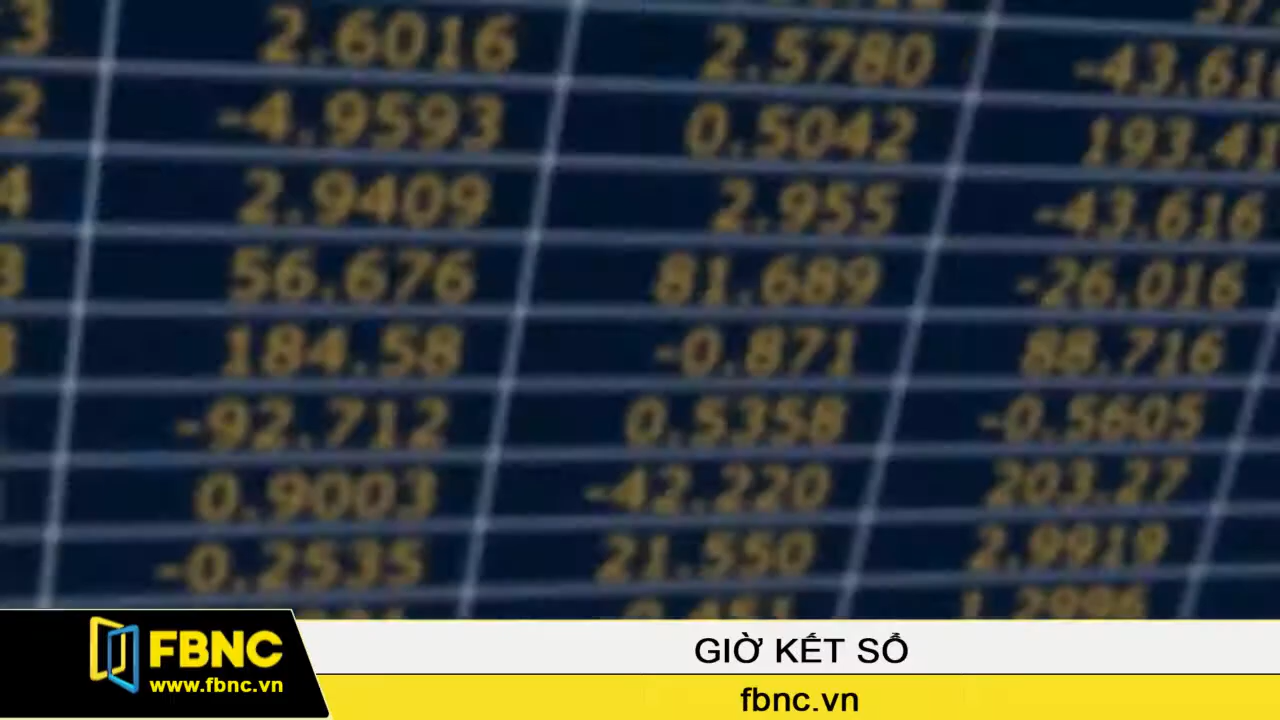 2.6016 2.5780
-4.9593 0.5042
2.9409 2.955 -43.616
56.676 81.689 -26.016
184.58 -0.871 88.716
-92.712 0.5358 -0.5605
0.9003 -42.220 203.27
-0.2535 21.550 2.9919
FBNC
www.fbnc.vn
GIỜ KẾT SỔ
fbnc.vn